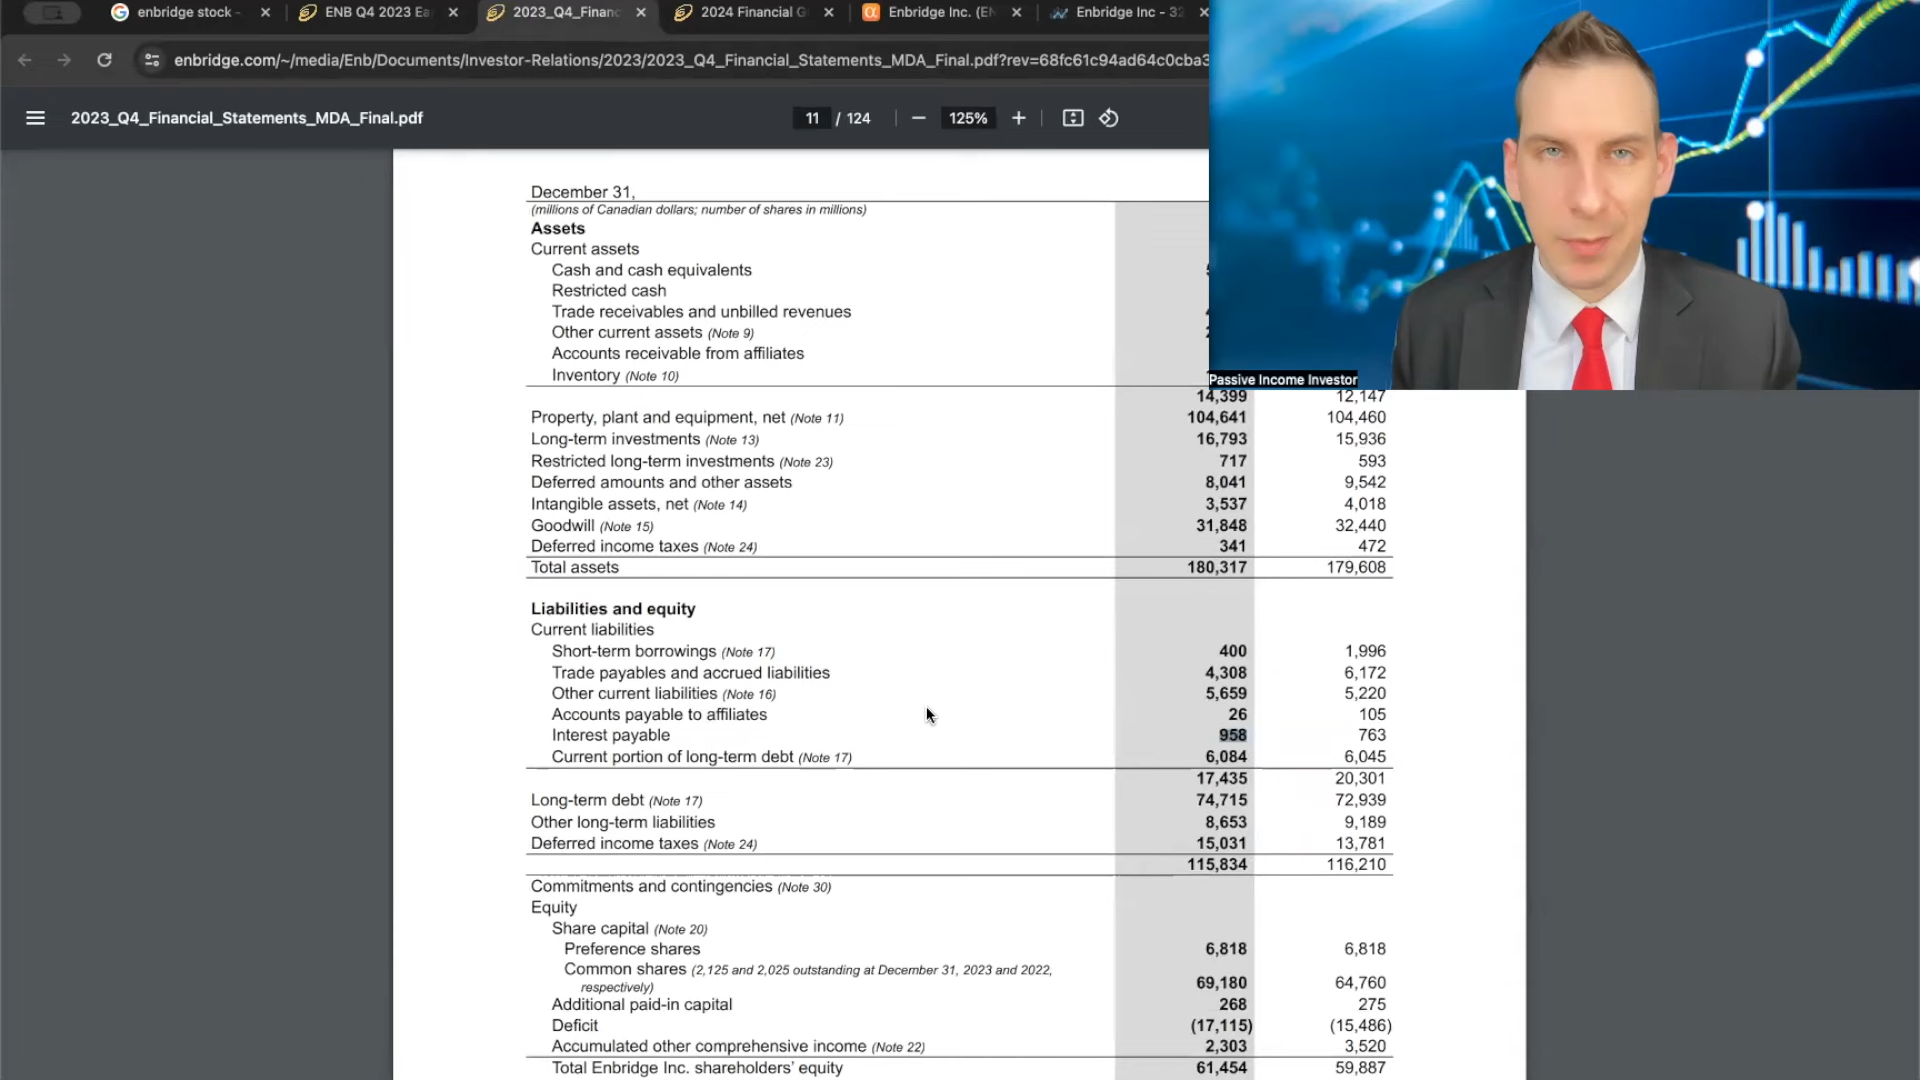 enbridge stock -
ENB Q4 2023 Ea
2023_Q4_Financ
2024 Financial G
Enbridge Inc. (EN
Enbridge Inc - 32
enbridge.com/~/media/Enb/Documents/Investor-Relations/2023/2023_Q4_Financial_Statements_MDA_Final.pdf?rev=68fc61c94ad64c0cba3
2023_Q4_Financial_Statements_MDA_Final.pdf
11 / 124
125%
December 31,
(millions of Canadian dollars; number of shares in millions)
Assets
Current assets
Cash and cash equivalents
Restricted cash
Trade receivables and unbilled revenues
Other current assets (Note 9)
Accounts receivable from affiliates
Inventory (Note 10)
Passive Income Investor
14,399 12,147
Property, plant and equipment, net (Note 11) 104,641 104,460
Long-term investments (Note 13) 16,793 15,936
Restricted long-term investments (Note 23) 717 593
Deferred amounts and other assets 8,041 9,542
Intangible assets, net (Note 14) 3,537 4,018
Goodwill (Note 15) 31,848 32,440
Deferred income taxes (Note 24) 341 472
Total assets 180,317 179,608
Liabilities and equity
Current liabilities
Short-term borrowings (Note 17) 400 1,996
Trade payables and accrued liabilities 4,308 6,172
Other current liabilities (Note 16) 5,659 5,220
Accounts payable to affiliates 26 105
Interest payable 958 763
Current portion of long-term debt (Note 17) 6,084 6,045
17,435 20,301
Long-term debt (Note 17) 74,715 72,939
Other long-term liabilities 8,653 9,189
Deferred income taxes (Note 24) 15,031 13,781
115,834 116,210
Commitments and contingencies (Note 30)
Equity
Share capital (Note 20)
Preference shares 6,818 6,818
Common shares (2,125 and 2,025 outstanding at December 31, 2023 and 2022,
respectively) 69,180 64,760
Additional paid-in capital 268 275
Deficit (17,115) (15,486)
Accumulated other comprehensive income (Note 22) 2,303 3,520
Total Enbridge Inc. shareholders' equity 61,454 59,887